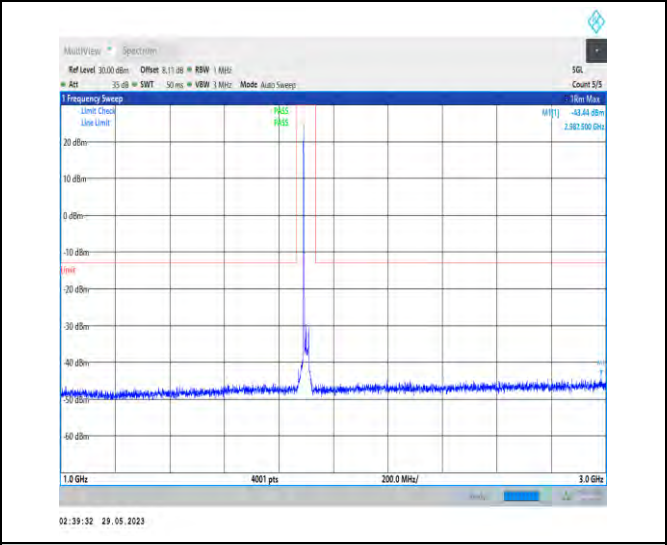 MultiView Spectrum
Ref Level 30.00 dBm Offset 8.11 dB RBW 1 MHz SGL
Att 35 dB SWT 50 ms VBW 3 MHz Mode Auto Sweep Count 5/5
1 Frequency Sweep 1Rm Max
Limit Check PASS M1[1] -43.44 dBm
Line Limit PASS 2.982500 GHz
20 dBm
10 dBm
0 dBm
-10 dBm
Limit
-20 dBm
-30 dBm
-40 dBm
M1
-50 dBm
-60 dBm
1.0 GHz 4001 pts 200.0 MHz/ 3.0 GHz
Ready
02:39:32 29.05.2023